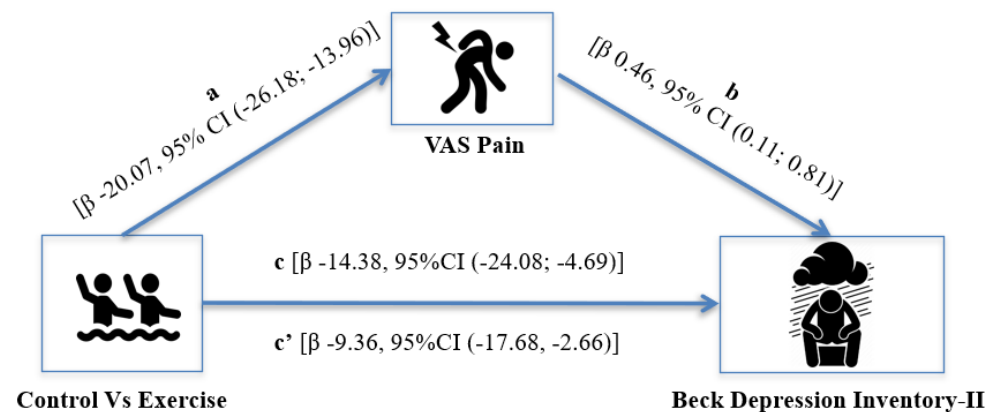 a
[β -20.07, 95% CI (-26.18; -13.96)]
VAS Pain
b
[β 0.46, 95% CI (0.11; 0.81)]
c [β -14.38, 95%CI (-24.08; -4.69)]
c’ [β -9.36, 95%CI (-17.68, -2.66)]
Control Vs Exercise
Beck Depression Inventory-II